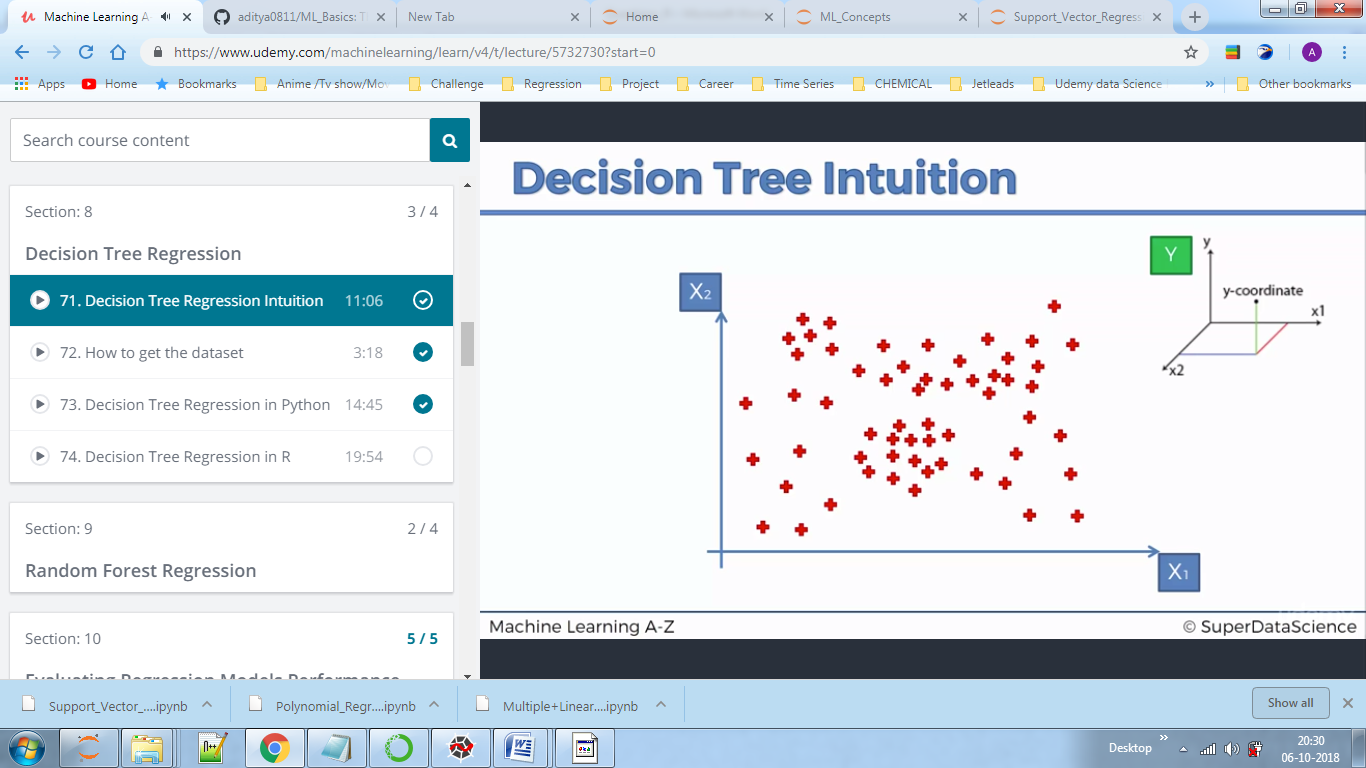 Machine Learning A-
aditya0811/ML_Basics: T
New Tab
Home
ML_Concepts
Support_Vector_Regress
https://www.udemy.com/machinelearning/learn/v4/t/lecture/5732730?start=0
A
Apps
Home
Bookmarks
Anime /Tv show/Mov
Challenge
Regression
Project
Career
Time Series
CHEMICAL
Jetleads
Udemy data Science
»
Other bookmarks
Search course content
Section: 8 3 / 4
Decision Tree Regression
71. Decision Tree Regression Intuition 11:06
72. How to get the dataset 3:18
73. Decision Tree Regression in Python 14:45
74. Decision Tree Regression in R 19:54
Section: 9 2 / 4
Random Forest Regression
Section: 10 5 / 5
Evaluating Regression Models Performance
Decision Tree Intuition
X2
Y
y
y-coordinate
x1
x2
X1
Machine Learning A-Z
© SuperDataScience
Support_Vector_....ipynb
Polynomial_Regr....ipynb
Multiple+Linear....ipynb
Show all
Desktop »
20:30
06-10-2018